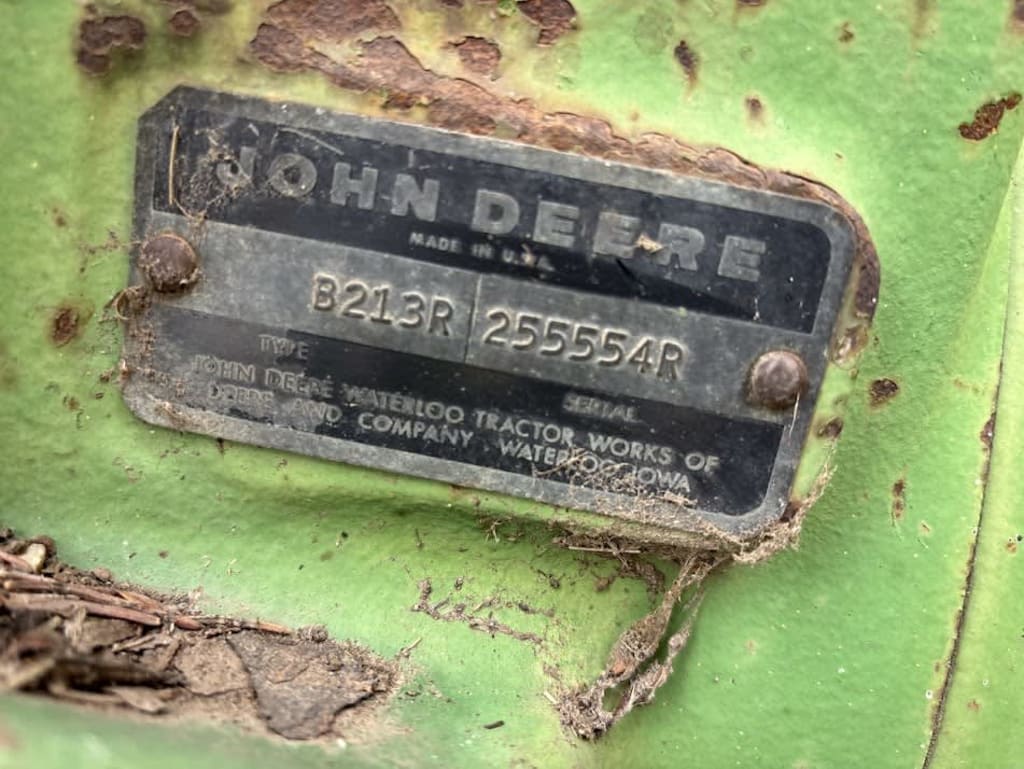 JOHN DEERE
MADE IN U.S.A.
B213R 255554R
TYPE SERIAL
JOHN DEERE WATERLOO TRACTOR WORKS OF
DEERE AND COMPANY WATERLOO, IOWA